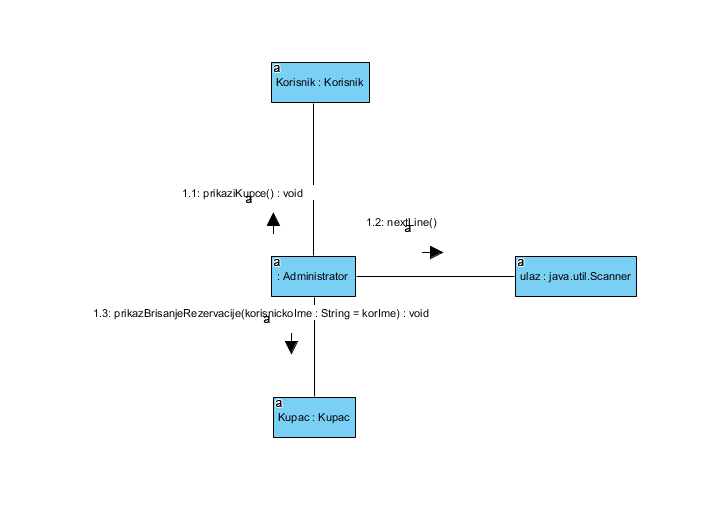 a
Korisnik : Korisnik
1.1: prikaziKupce() : void
a
1.2: nextLine()
a
a
: Administrator
a
ulaz : java.util.Scanner
1.3: prikazBrisanjeRezervacije(korisnickoIme : String = korIme) : void
a
a
Kupac : Kupac